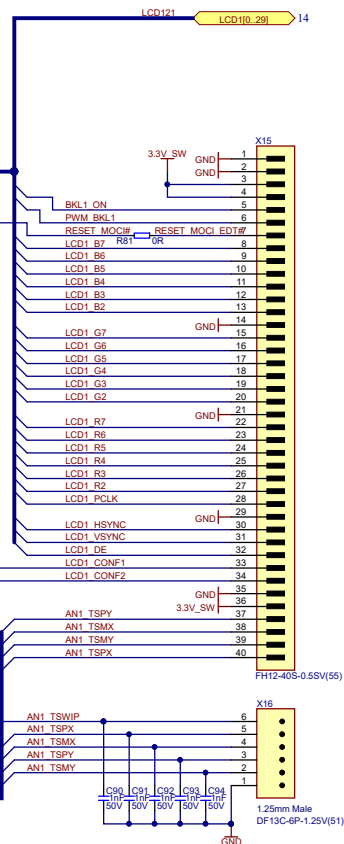 LCD121
LCD1[0..29]
14
X15
3.3V_SW
GND 1
GND 2
3
4
BKL1_ON 5
PWM_BKL1 6
RESET_MOCI# R81 0R RESET_MOCI_EDT# 7
LCD1_B7 8
LCD1_B6 9
LCD1_B5 10
LCD1_B4 11
LCD1_B3 12
LCD1_B2 13
GND 14
LCD1_G7 15
LCD1_G6 16
LCD1_G5 17
LCD1_G4 18
LCD1_G3 19
LCD1_G2 20
GND 21
LCD1_R7 22
LCD1_R6 23
LCD1_R5 24
LCD1_R4 25
LCD1_R3 26
LCD1_R2 27
LCD1_PCLK 28
GND 29
LCD1_HSYNC 30
LCD1_VSYNC 31
LCD1_DE 32
LCD1_CONF1 33
LCD1_CONF2 34
GND 35
3.3V_SW 36
AN1_TSPY 37
AN1_TSMX 38
AN1_TSMY 39
AN1_TSPX 40
FH12-40S-0.5SV(55)
X16
AN1_TSWIP 6
AN1_TSPX 5
AN1_TSMX 4
AN1_TSPY 3
AN1_TSMY 2
1
C90 C91 C92 C93 C94
1nF 1nF 1nF 1nF 1nF
50V 50V 50V 50V 50V
1.25mm Male
DF13C-6P-1.25V(51)
GND